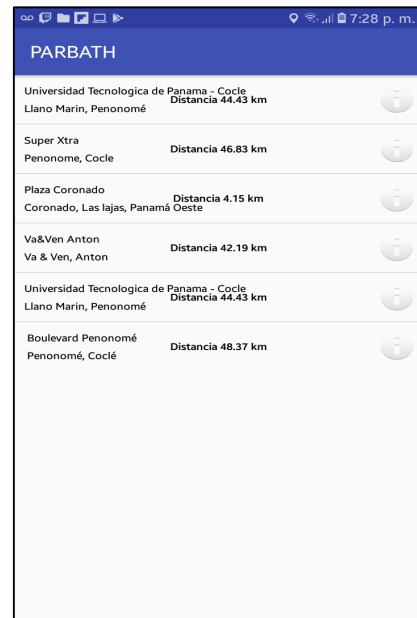 7:28 p. m.
PARBATH
Universidad Tecnologica de Panama - Cocle
Distancia 44.43 km
Llano Marin, Penonomé
Super Xtra
Distancia 46.83 km
Penonome, Cocle
Plaza Coronado
Distancia 4.15 km
Coronado, Las lajas, Panamá Oeste
Va&Ven Anton
Distancia 42.19 km
Va & Ven, Anton
Universidad Tecnologica de Panama - Cocle
Distancia 44.43 km
Llano Marin, Penonomé
Boulevard Penonomé
Distancia 48.37 km
Penonomé, Coclé